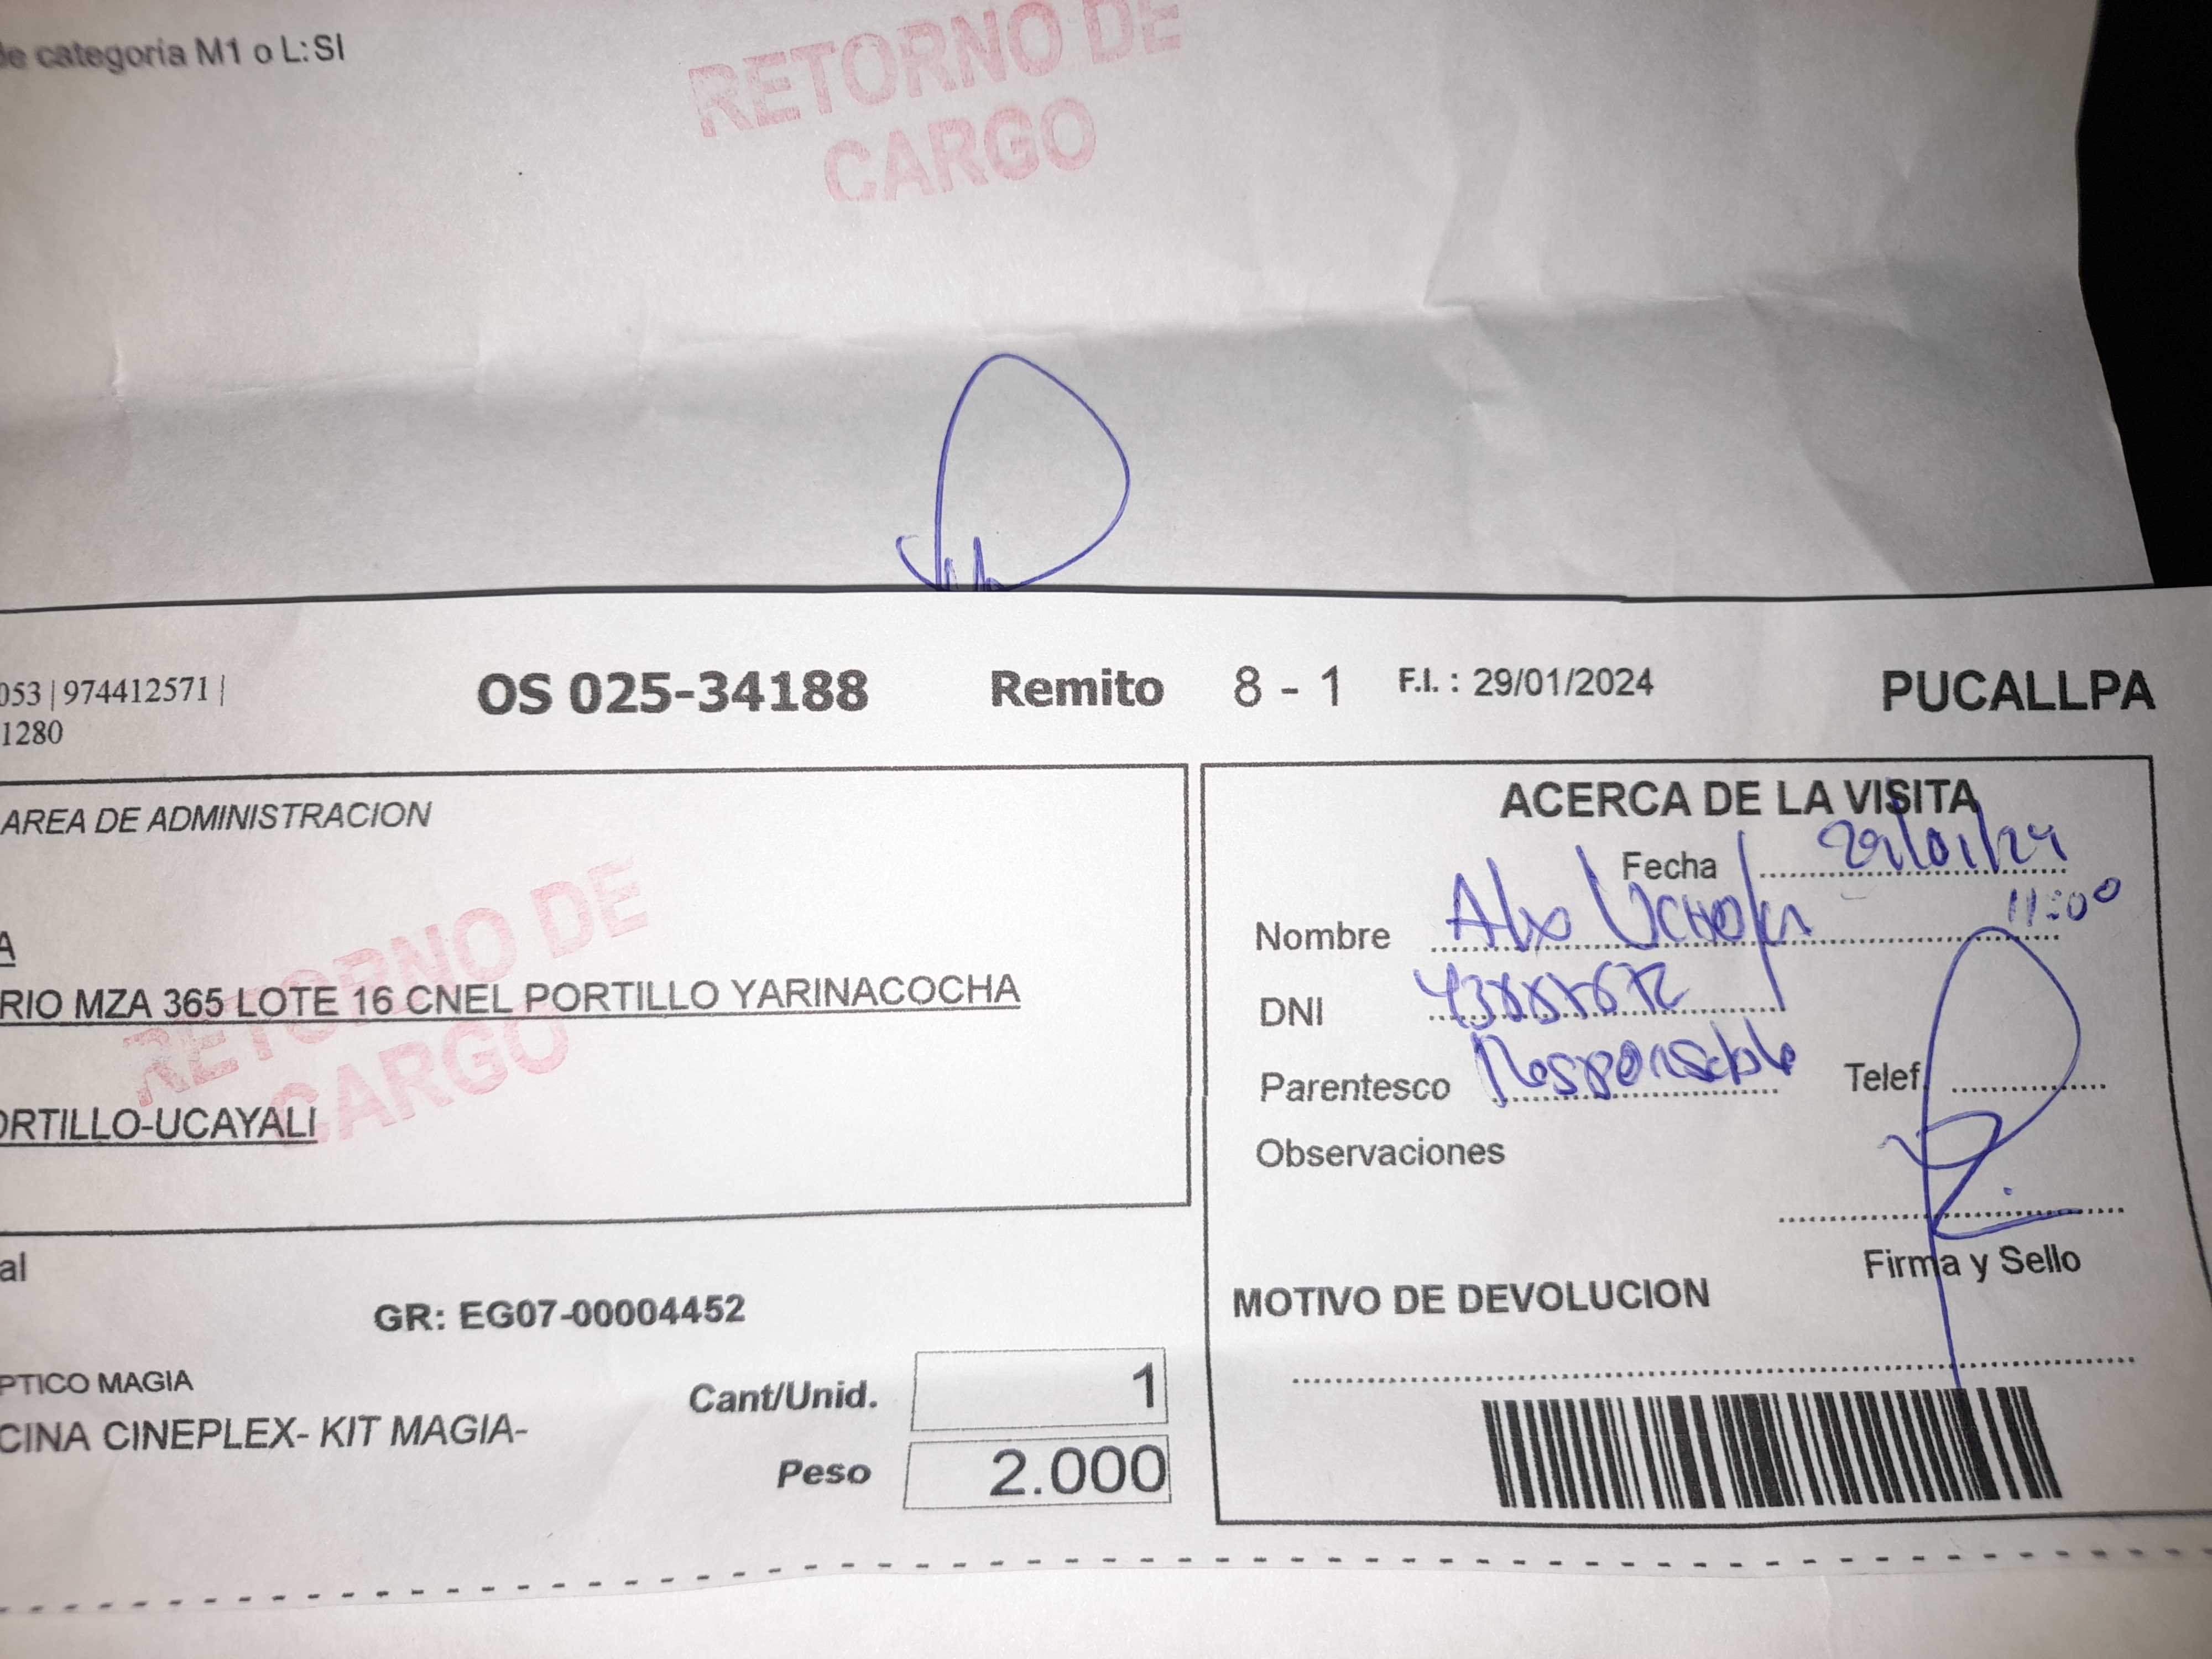 de categoría M1 o L: SI
RETORNO DE
CARGO
053 | 974412571 |
1280
OS 025-34188 Remito 8 - 1 F.I. : 29/01/2024 PUCALLPA
AREA DE ADMINISTRACION
A
RIO MZA 365 LOTE 16 CNEL PORTILLO YARINACOCHA
ORTILLO-UCAYALI
RETORNO DE
CARGO
ACERCA DE LA VISITA
Fecha 29/01/24
11:00
Nombre
DNI
Parentesco Responsable Telef.
Observaciones
Firma y Sello
MOTIVO DE DEVOLUCION
al
GR: EG07-00004452
PTICO MAGIA
CINA CINEPLEX- KIT MAGIA-
Cant/Unid. 1
Peso 2.000